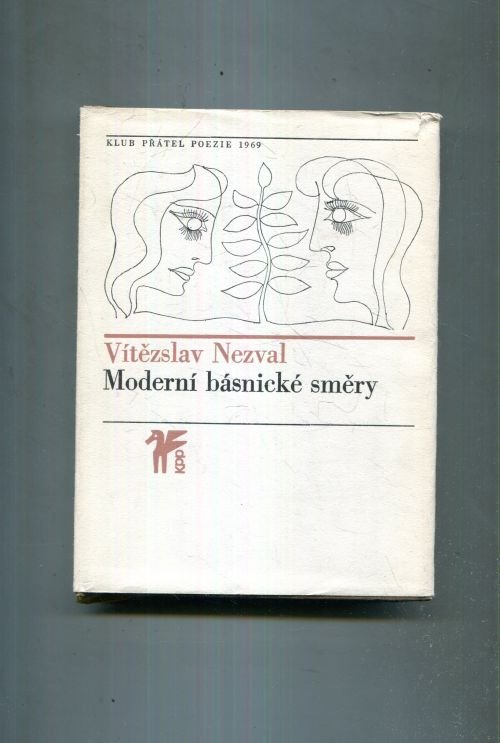 KLUB PŘÁTEL POEZIE 1969
Vítězslav Nezval
Moderní básnické směry
kpp